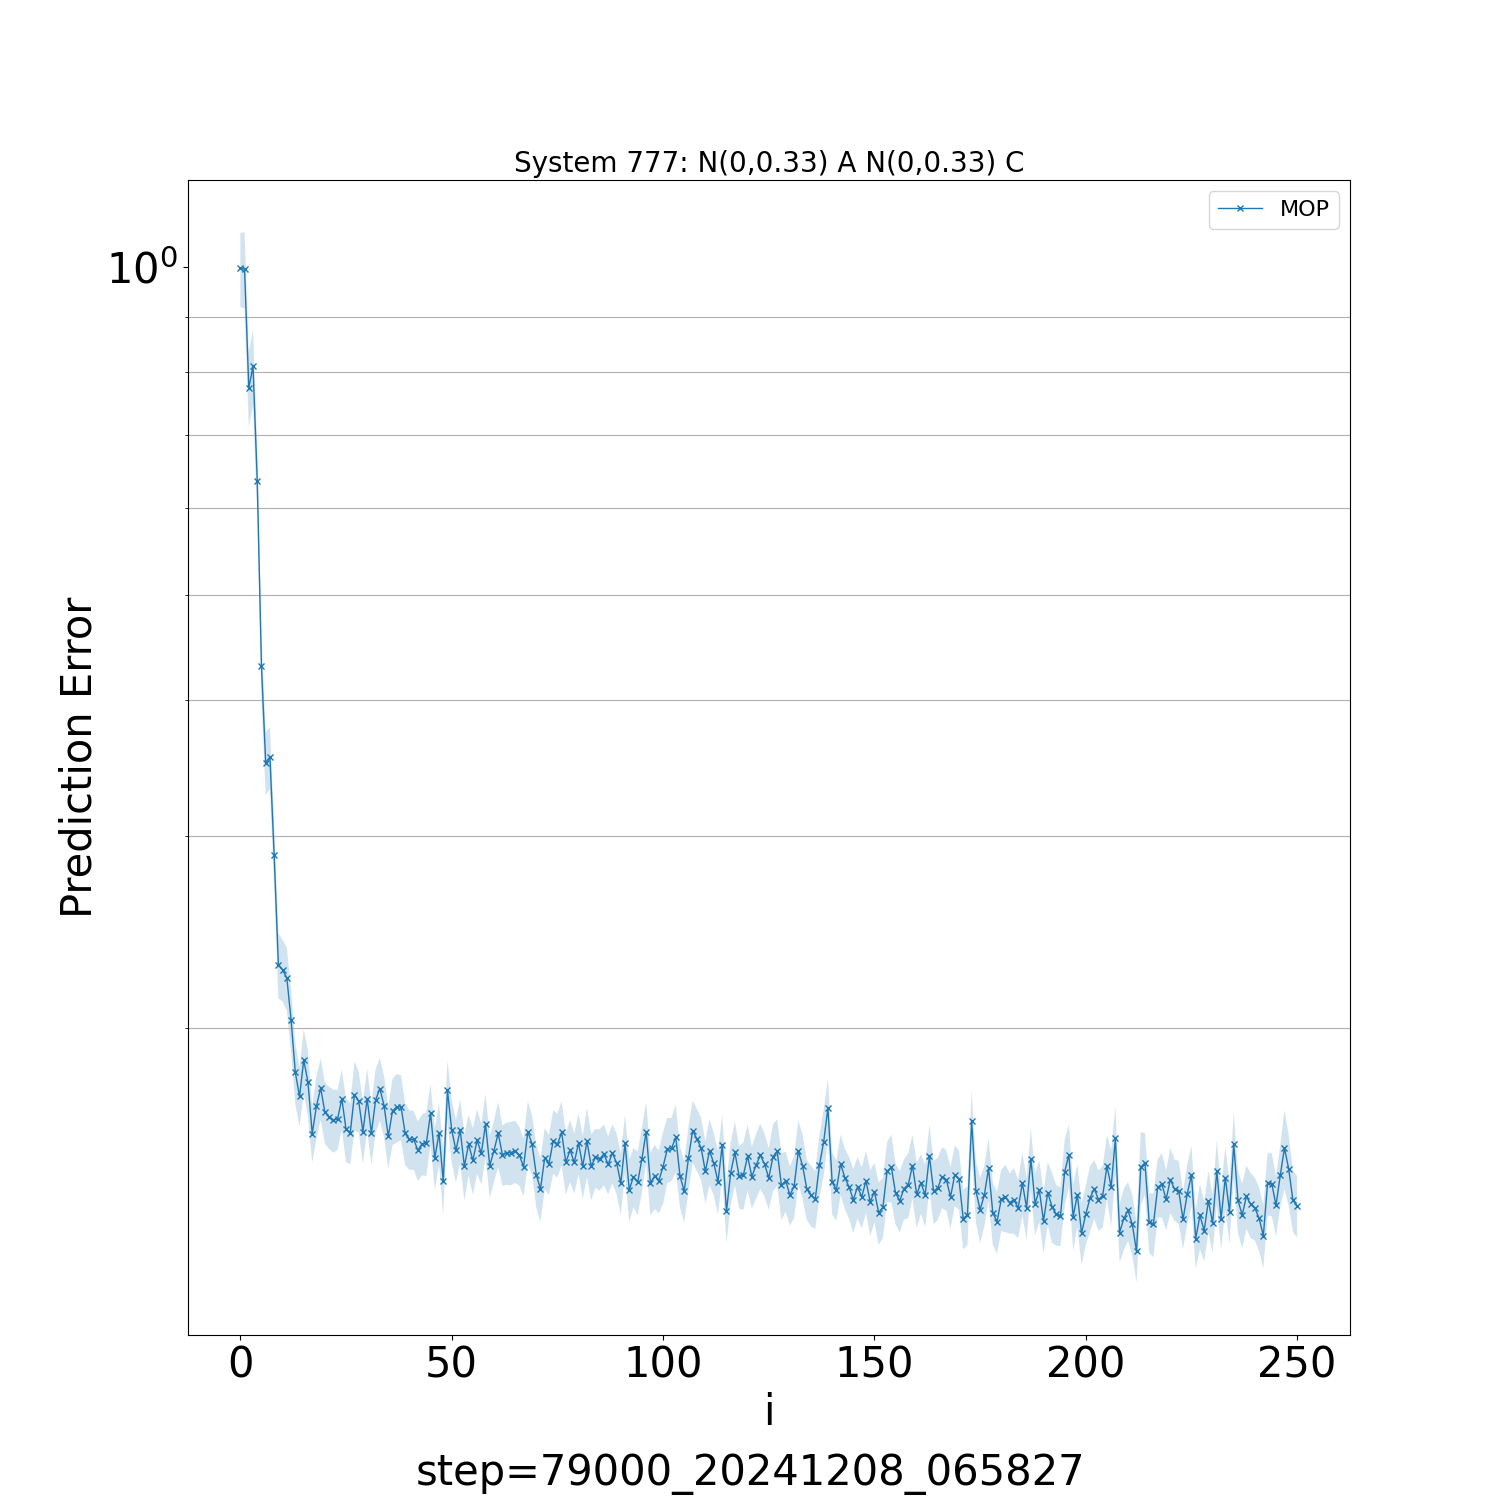 System 777: N(0,0.33) A N(0,0.33) C
MOP
10⁰
Prediction Error
0 50 100 150 200 250
i
step=79000_20241208_065827